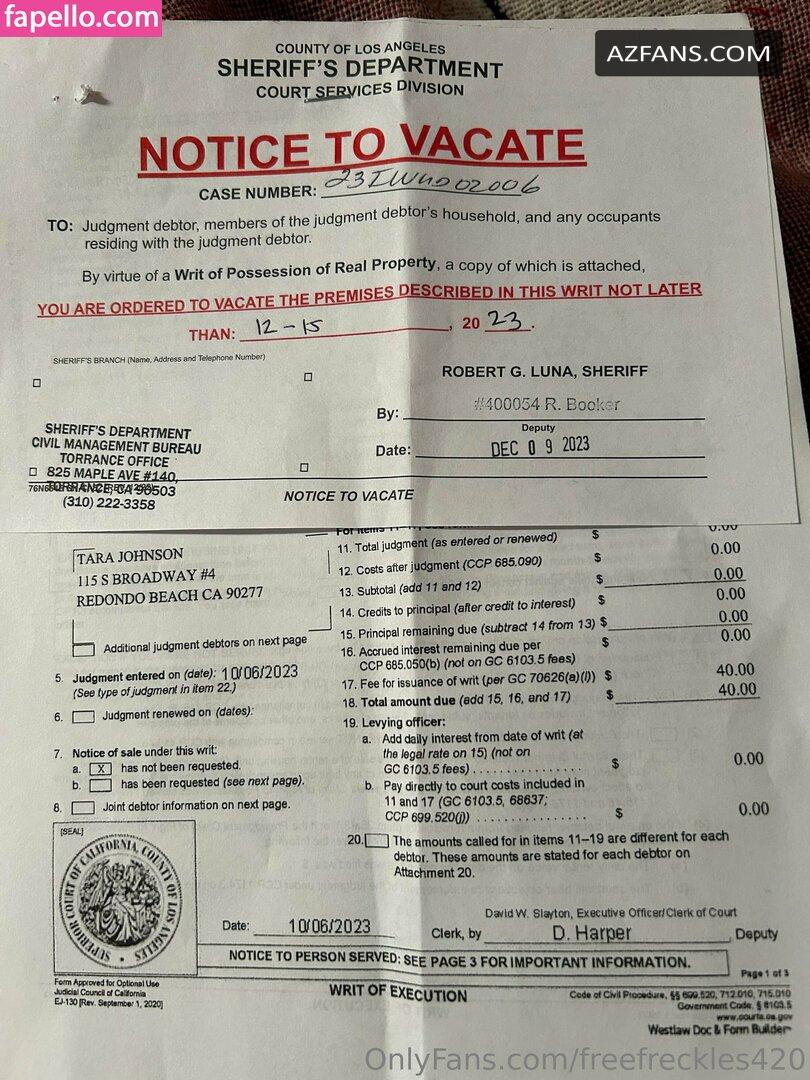 fapello.com
AZFANS.COM
COUNTY OF LOS ANGELES
SHERIFF'S DEPARTMENT
COURT SERVICES DIVISION
NOTICE TO VACATE
CASE NUMBER:
TO: Judgment debtor, members of the judgment debtor's household, and any occupants
residing with the judgment debtor.
By virtue of a Writ of Possession of Real Property, a copy of which is attached,
YOU ARE ORDERED TO VACATE THE PREMISES DESCRIBED IN THIS WRIT NOT LATER
THAN: 12-15, 20 23.
SHERIFF'S BRANCH (Name, Address and Telephone Number)
ROBERT G. LUNA, SHERIFF
By: #400054 R. Booker
Deputy
Date: DEC 09 2023
SHERIFF'S DEPARTMENT
CIVIL MANAGEMENT BUREAU
TORRANCE OFFICE
825 MAPLE AVE #140,
TORRANCE, CA 90503
(310) 222-3358
NOTICE TO VACATE
TARA JOHNSON
115 S BROADWAY #4
REDONDO BEACH CA 90277
Additional judgment debtors on next page
5. Judgment entered on (date): 10/06/2023
(See type of judgment in item 22.)
6. Judgment renewed on (dates):
7. Notice of sale under this writ:
a. X has not been requested.
b. has been requested (see next page).
8. Joint debtor information on next page.
[SEAL]
SUPERIOR COURT OF CALIFORNIA, COUNTY OF LOS ANGELES
0.00
11. Total judgment (as entered or renewed) $ 0.00
12. Costs after judgment (CCP 685.090) $ 0.00
13. Subtotal (add 11 and 12) $ 0.00
14. Credits to principal (after credit to interest) $ 0.00
15. Principal remaining due (subtract 14 from 13) $ 0.00
16. Accrued interest remaining due per $
CCP 685.050(b) (not on GC 6103.5 fees)
17. Fee for issuance of writ (per GC 70626(a)(I)) $ 40.00
18. Total amount due (add 15, 16, and 17) $ 40.00
19. Levying officer:
a. Add daily interest from date of writ (at
the legal rate on 15) (not on
GC 6103.5 fees) . . . . . . . . . . . . . . . $ 0.00
b. Pay directly to court costs included in
11 and 17 (GC 6103.5, 68637;
CCP 699.520(j)) . . . . . . . . . . . . . . . $ 0.00
20. The amounts called for in items 11–19 are different for each
debtor. These amounts are stated for each debtor on
Attachment 20.
David W. Slayton, Executive Officer/Clerk of Court
Date: 10/06/2023 Clerk, by D. Harper, Deputy
NOTICE TO PERSON SERVED: SEE PAGE 3 FOR IMPORTANT INFORMATION.
Page 1 of 3
Form Approved for Optional Use
Judicial Council of California
EJ-130 [Rev. September 1, 2020]
WRIT OF EXECUTION
Code of Civil Procedure, §§ 699.520, 712.010, 715.010
Government Code, § 6103.5
www.courts.ca.gov
Westlaw Doc & Form Builder
OnlyFans.com/freefreckles420